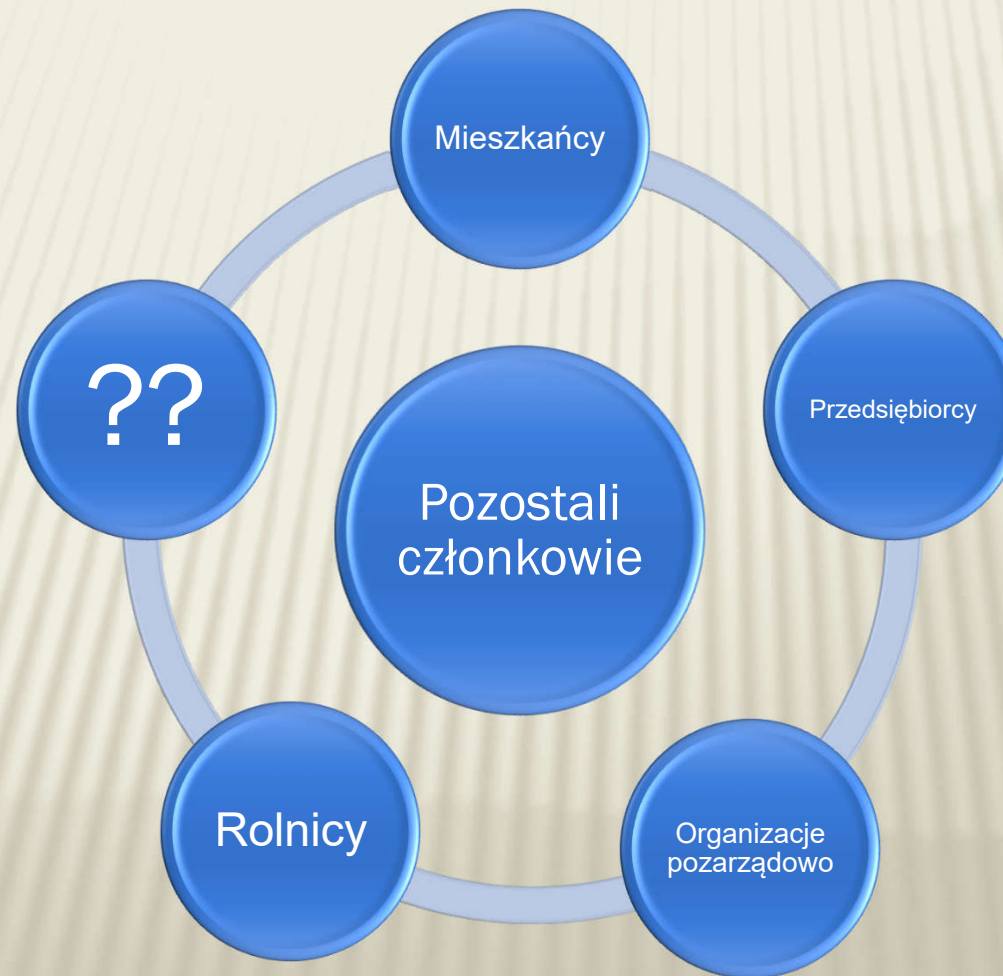 Mieszkańcy
Przedsiębiorcy
Organizacje
pozarządowo
Rolnicy
??
Pozostali
członkowie